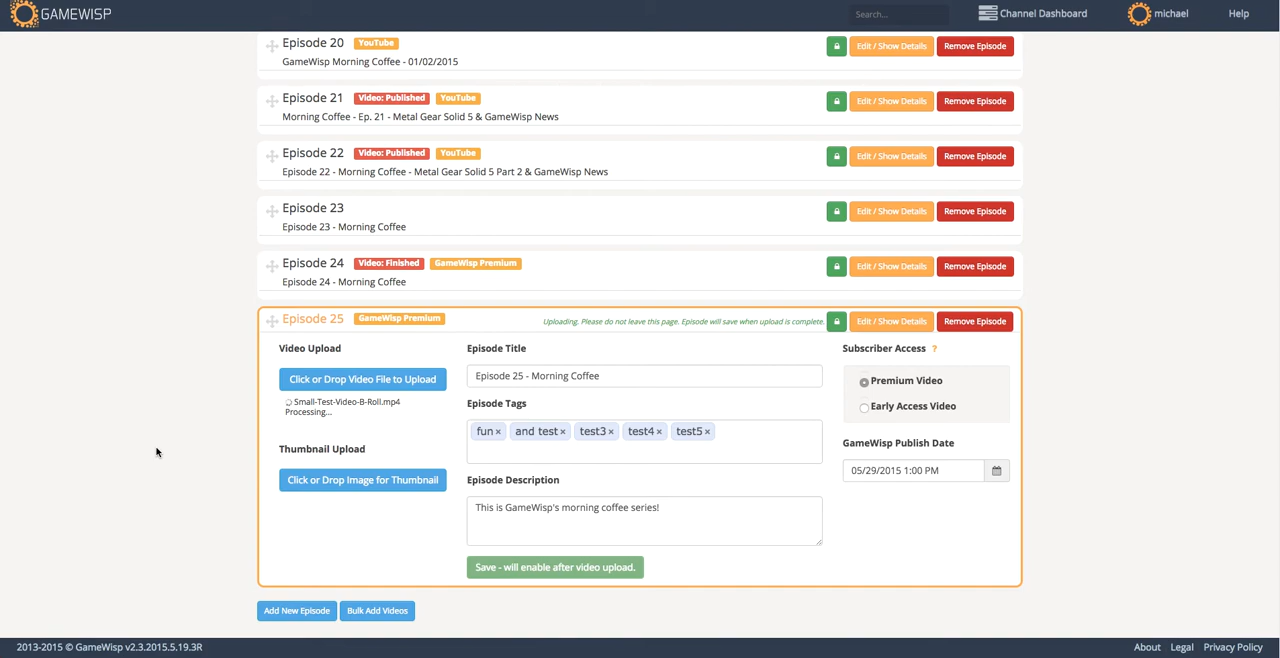 GAMEWISP
Search...
Channel Dashboard
michael
Help
Episode 20 YouTube
Edit / Show Details
Remove Episode
GameWisp Morning Coffee - 01/02/2015
Episode 21 Video: Published YouTube
Edit / Show Details
Remove Episode
Morning Coffee - Ep. 21 - Metal Gear Solid 5 & GameWisp News
Episode 22 Video: Published YouTube
Edit / Show Details
Remove Episode
Episode 22 - Morning Coffee - Metal Gear Solid 5 Part 2 & GameWisp News
Episode 23
Edit / Show Details
Remove Episode
Episode 23 - Morning Coffee
Episode 24 Video: Finished GameWisp Premium
Edit / Show Details
Remove Episode
Episode 24 - Morning Coffee
Episode 25 GameWisp Premium
Uploading. Please do not leave this page. Episode will save when upload is complete.
Edit / Show Details
Remove Episode
Video Upload
Click or Drop Video File to Upload
Small-Test-Video-B-Roll.mp4
Processing...
Thumbnail Upload
Click or Drop Image for Thumbnail
Episode Title
Episode 25 - Morning Coffee
Episode Tags
fun × and test × test3 × test4 × test5 ×
Episode Description
This is GameWisp's morning coffee series!
Save - will enable after video upload.
Subscriber Access ?
Premium Video
Early Access Video
GameWisp Publish Date
05/29/2015 1:00 PM
Add New Episode
Bulk Add Videos
2013-2015 © GameWisp v2.3.2015.5.19.3R
About
Legal
Privacy Policy